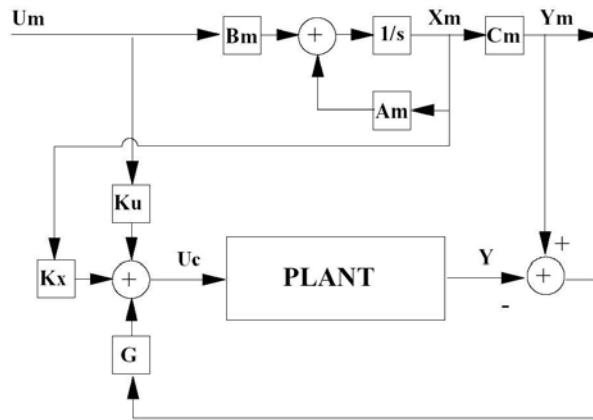 Um
Xm
Ym
Bm
+
1/s
Cm
Am
Ku
+
Kx
+
Uc
PLANT
Y
+
-
G